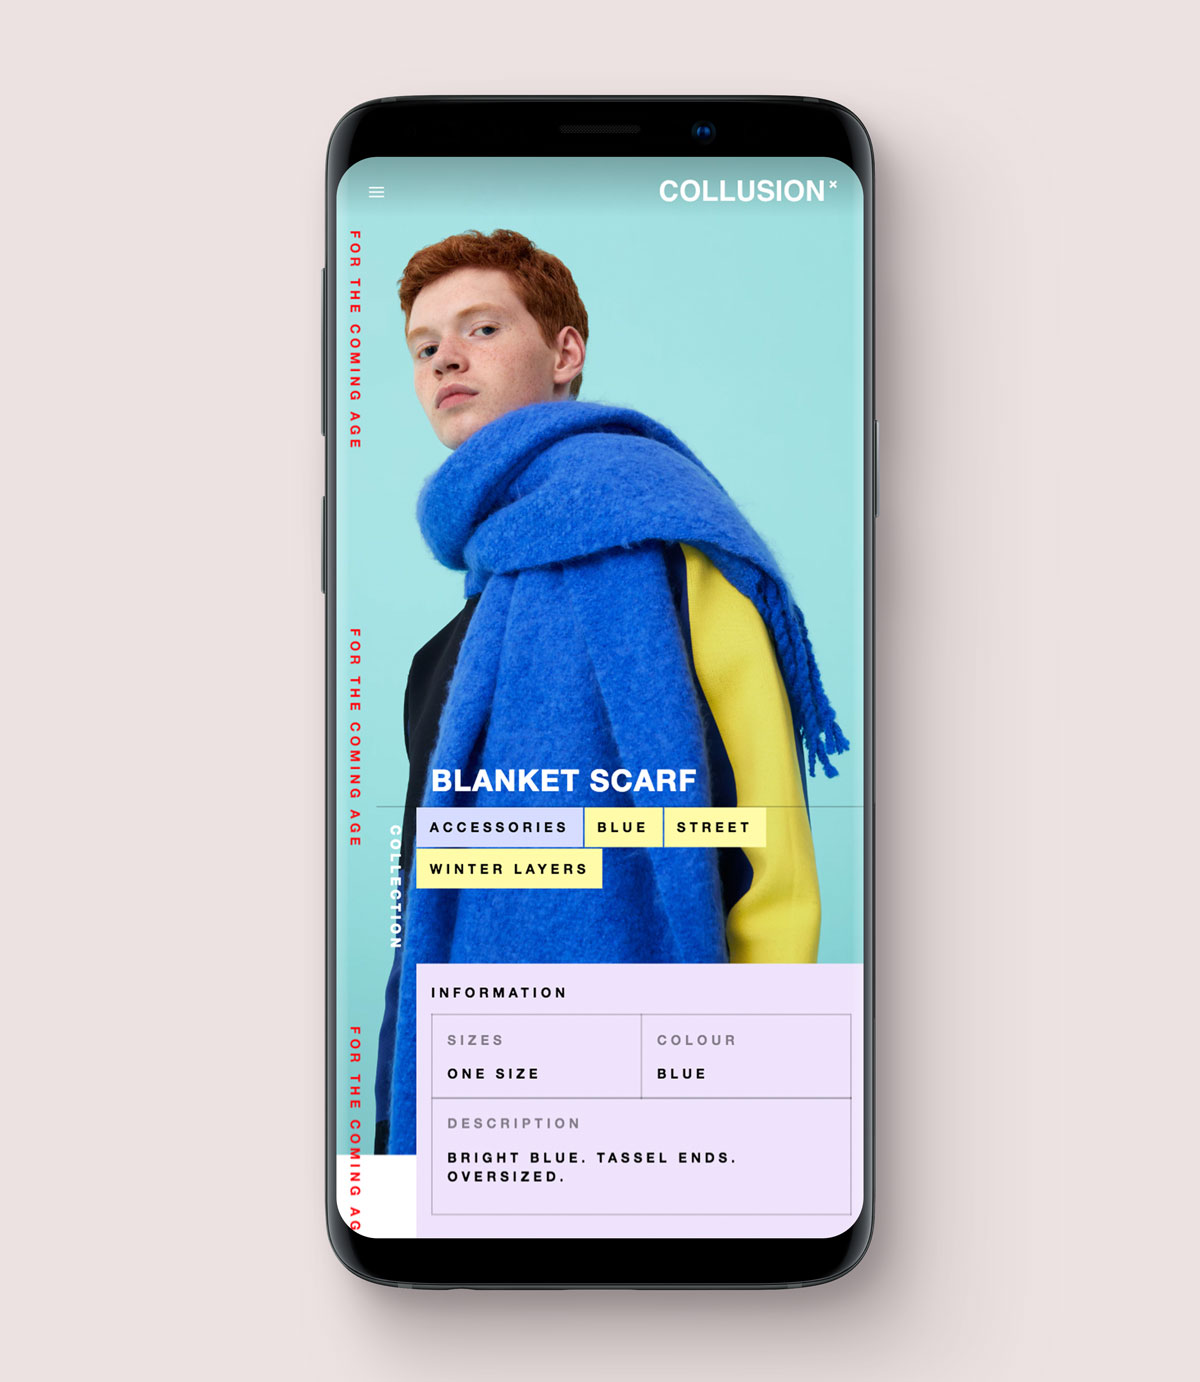 COLLUSION×
FOR THE COMING AGE
FOR THE COMING AGE
FOR THE COMING AG
BLANKET SCARF
ACCESSORIES
BLUE
STREET
WINTER LAYERS
COLLECTION
INFORMATION
SIZES
COLOUR
ONE SIZE
BLUE
DESCRIPTION
BRIGHT BLUE. TASSEL ENDS.
OVERSIZED.